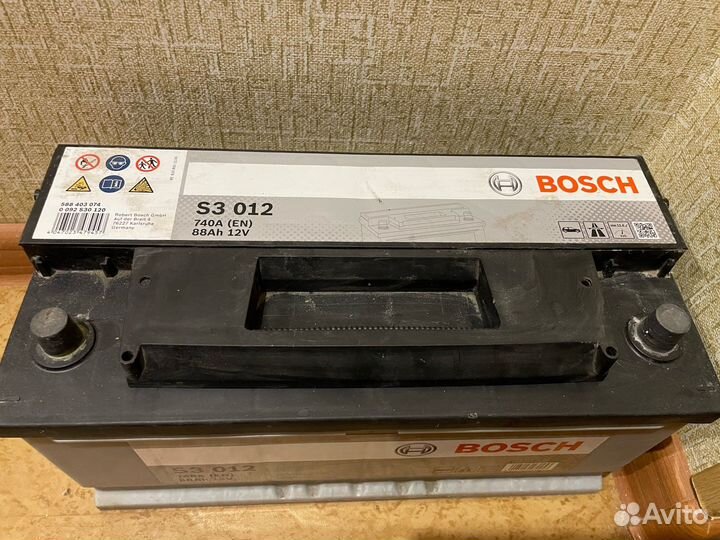 BOSCH
S3 012
740A (EN)
88Ah 12V
588 403 074
0 092 S30 120
Robert Bosch GmbH
Auf der Breit 4
76227 Karlsruhe
Germany
BOSCH
S3 012
Avito